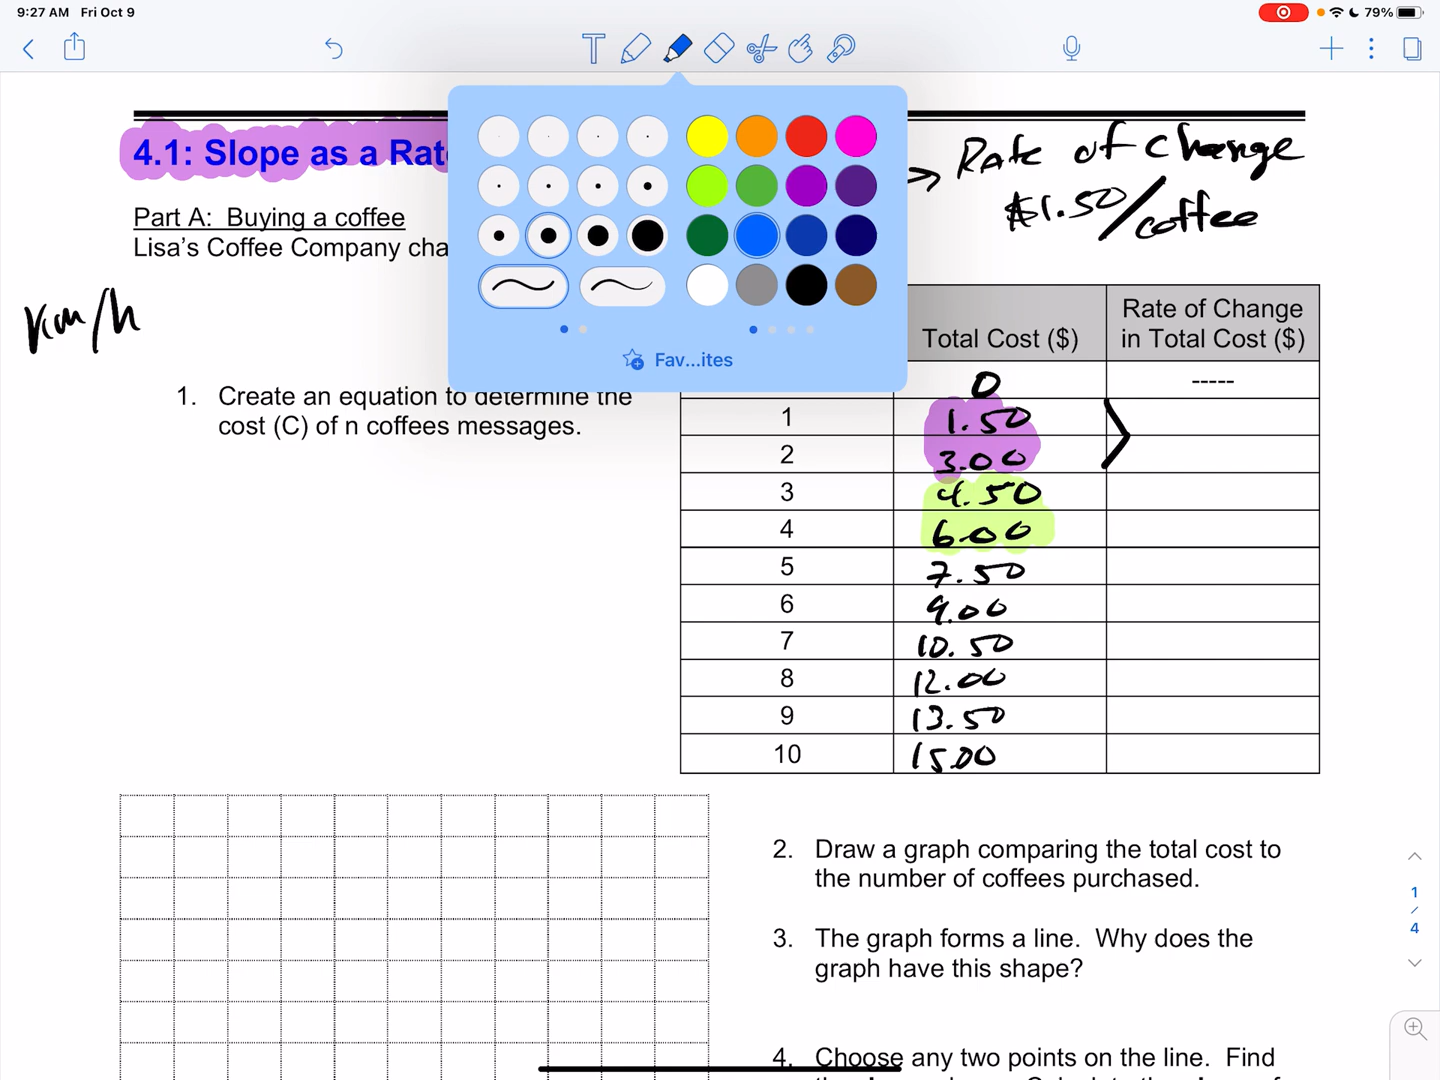 9:27 AM Fri Oct 9
79%
T
4.1: Slope as a Rat
→ Rate of change
$1.50/coffee
Part A: Buying a coffee
Lisa’s Coffee Company cha
km/h
Fav...ites
1. Create an equation to determine the
cost (C) of n coffees messages.
Total Cost ($) Rate of Change
in Total Cost ($)
0 -----
1 1.50
2 3.00
3 4.50
4 6.00
5 7.50
6 9.00
7 10.50
8 12.00
9 13.50
10 15.00
2. Draw a graph comparing the total cost to
the number of coffees purchased.
3. The graph forms a line. Why does the
graph have this shape?
1
/
4
4. Choose any two points on the line. Find